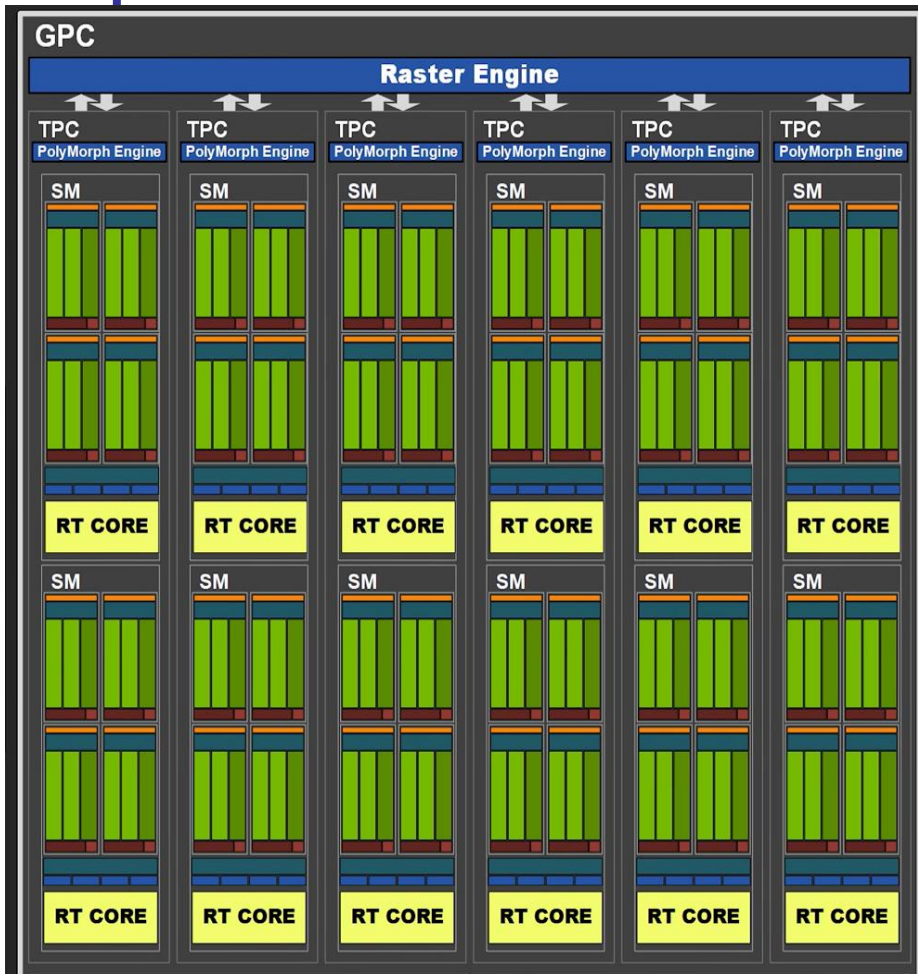 GPC
Raster Engine
TPC TPC TPC TPC TPC TPC
PolyMorph Engine PolyMorph Engine PolyMorph Engine PolyMorph Engine PolyMorph Engine PolyMorph Engine
SM SM SM SM SM SM
RT CORE RT CORE RT CORE RT CORE RT CORE RT CORE
SM SM SM SM SM SM
RT CORE RT CORE RT CORE RT CORE RT CORE RT CORE